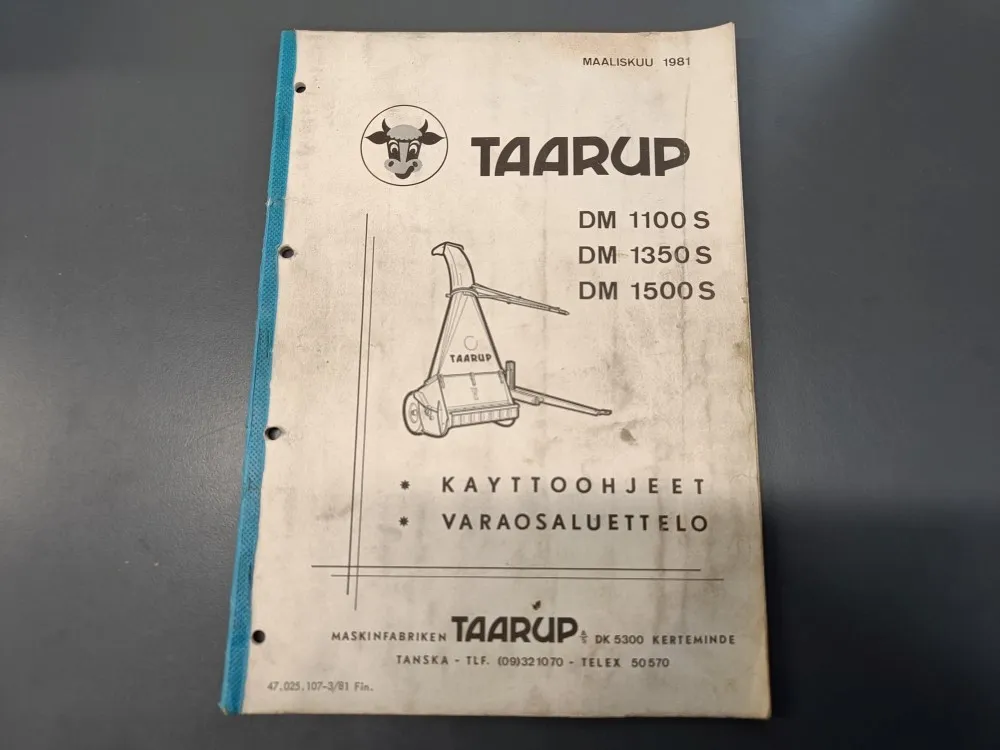 MAALISKUU 1981
TAARUP
DM 1100 S
DM 1350 S
DM 1500 S
TAARUP
* KAYTTOOHJEET
* VARAOSALUETTELO
MASKINFABRIKEN TAARUP A/S DK 5300 KERTEMINDE
TANSKA - TLF. (09)321070 - TELEX 50570
47.025.107-3/81 Fin.